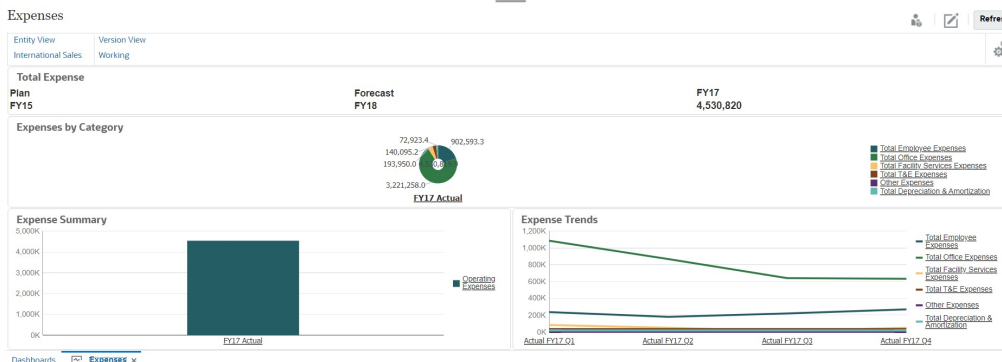 Expenses
Refres
Entity View Version View
International Sales Working
Total Expense
Plan Forecast FY17
FY15 FY18 4,530,820
Expenses by Category
72,923.4
902,593.3
140,095.2
193,950.0
3,221,258.0
FY17 Actual
Total Employee Expenses
Total Office Expenses
Total Facility Services Expenses
Total T&E Expenses
Other Expenses
Total Depreciation & Amortization
Expense Summary
5,000K
4,000K
3,000K
2,000K
1,000K
0K
FY17 Actual
Operating
Expenses
Expense Trends
1,200K
1,000K
800K
600K
400K
200K
0K
Actual FY17 Q1 Actual FY17 Q2 Actual FY17 Q3 Actual FY17 Q4
Total Employee
Expenses
Total Office Expenses
Total Facility Services
Expenses
Total T&E Expenses
Other Expenses
Total Depreciation &
Amortization
Dashboards Expenses ×